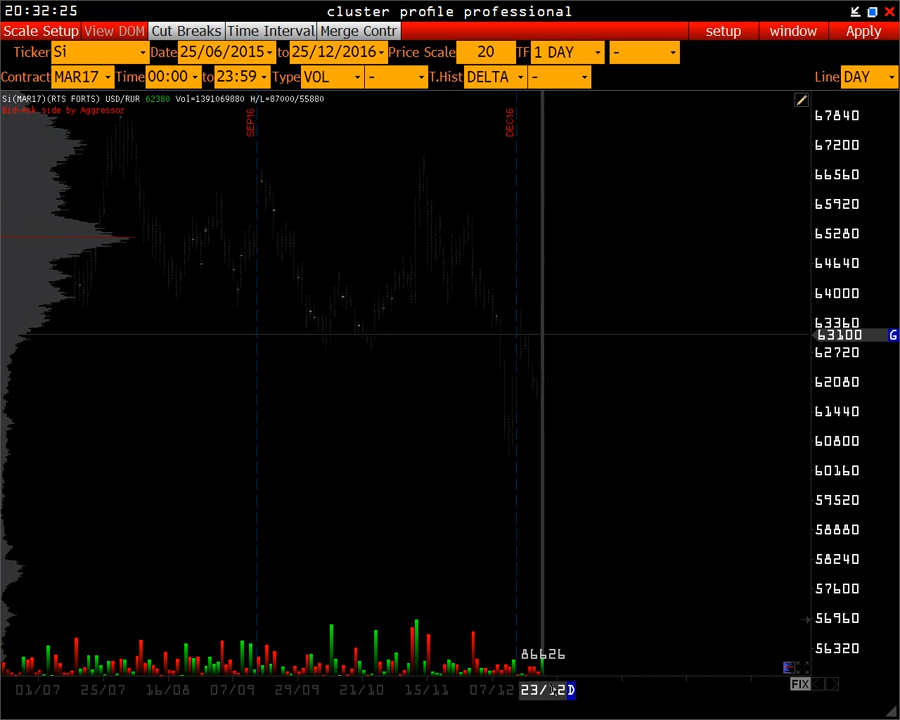 20:32:25 cluster profile professional
Scale Setup View DOM Cut Breaks Time Interval Merge Contr setup window Apply
Ticker Si Date 25/06/2015 to 25/12/2016 Price Scale 20 TF 1 DAY -
Contract MAR17 Time 00:00 to 23:59 Type VOL - T.Hist DELTA - Line DAY
Si(MAR17)(RTS FORTS) USD/RUR 62380 Vol=1391069880 H/L=87000/55880
Bid-Ask side by Aggressor
SEP16 DEC16
67840
67200
66560
65920
65280
64640
64000
63360
63100 G
62720
62080
61440
60800
60160
59520
58880
58240
57600
56960
56320
86626
FIX
01/07 25/07 16/08 07/09 29/09 21/10 15/11 07/12 23/12 D